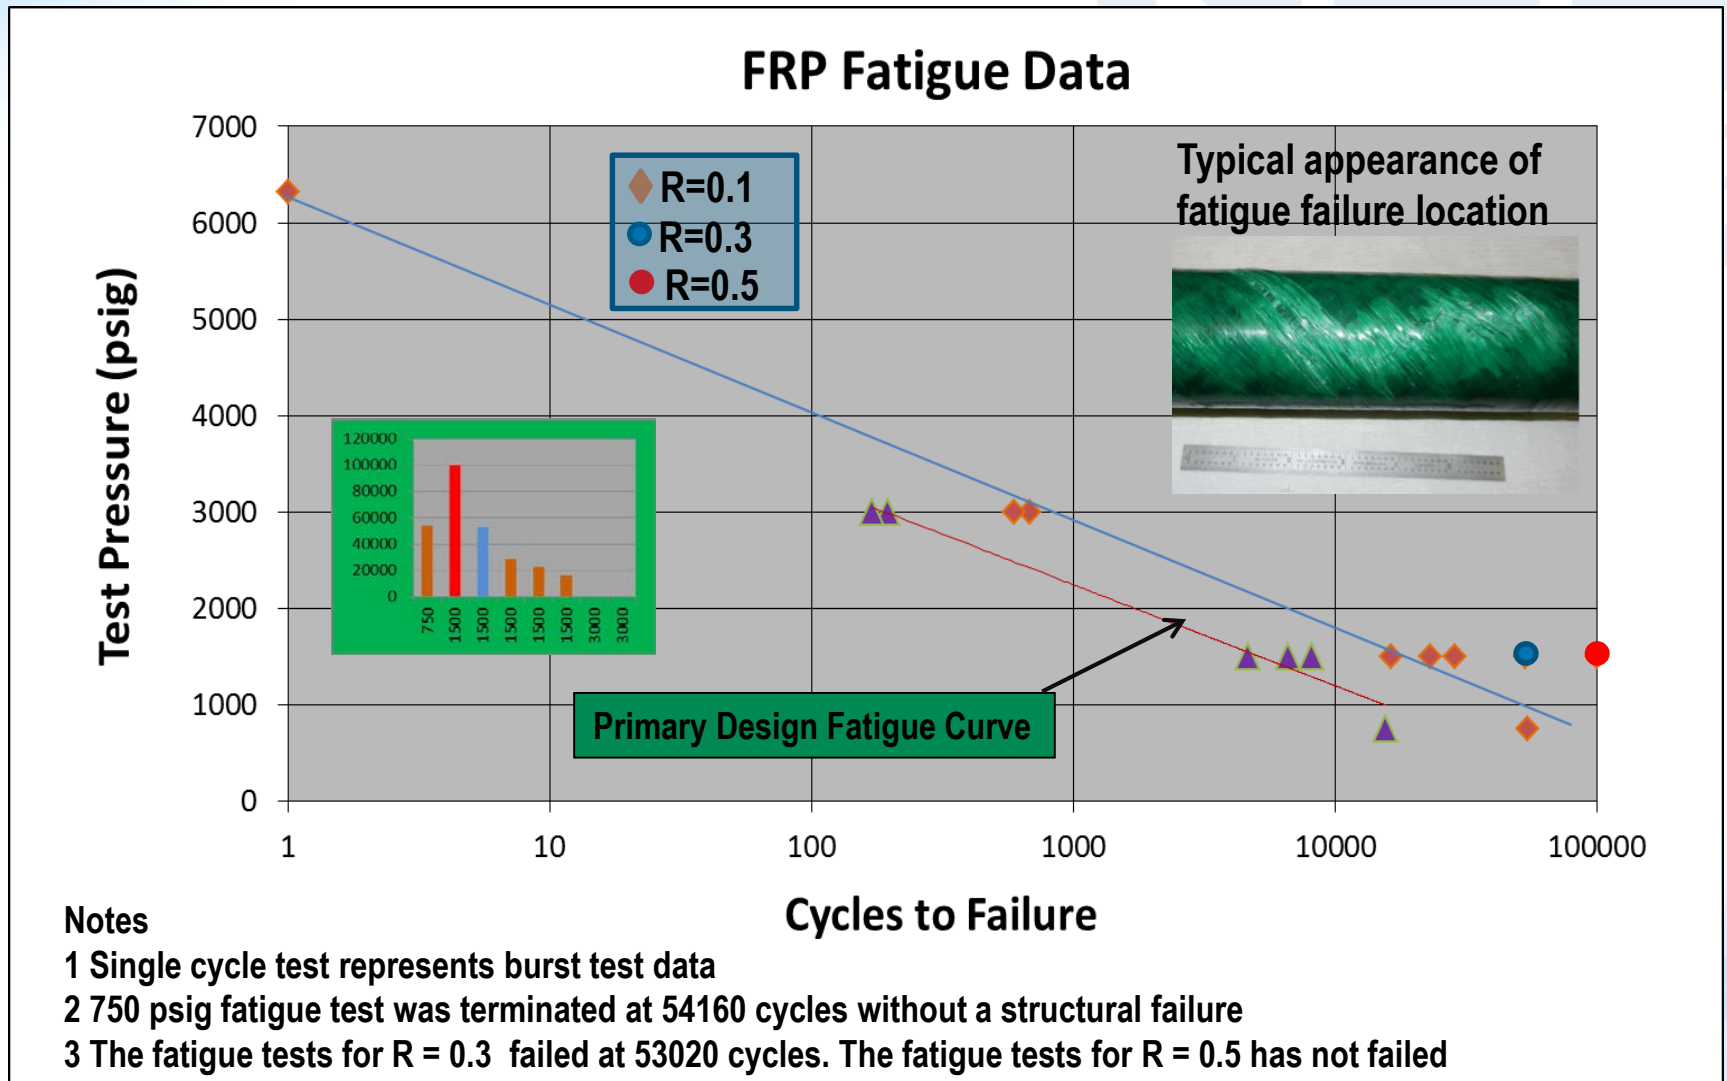 FRP Fatigue Data
7000
6000
5000
4000
3000
2000
1000
0
Test Pressure (psig)
R=0.1
R=0.3
R=0.5
Typical appearance of
fatigue failure location
120000
100000
80000
60000
40000
20000
0
750
1500
1500
1500
1500
1500
3000
3000
Primary Design Fatigue Curve
1
10
100
1000
10000
100000
Cycles to Failure
Notes
1 Single cycle test represents burst test data
2 750 psig fatigue test was terminated at 54160 cycles without a structural failure
3 The fatigue tests for R = 0.3 failed at 53020 cycles. The fatigue tests for R = 0.5 has not failed